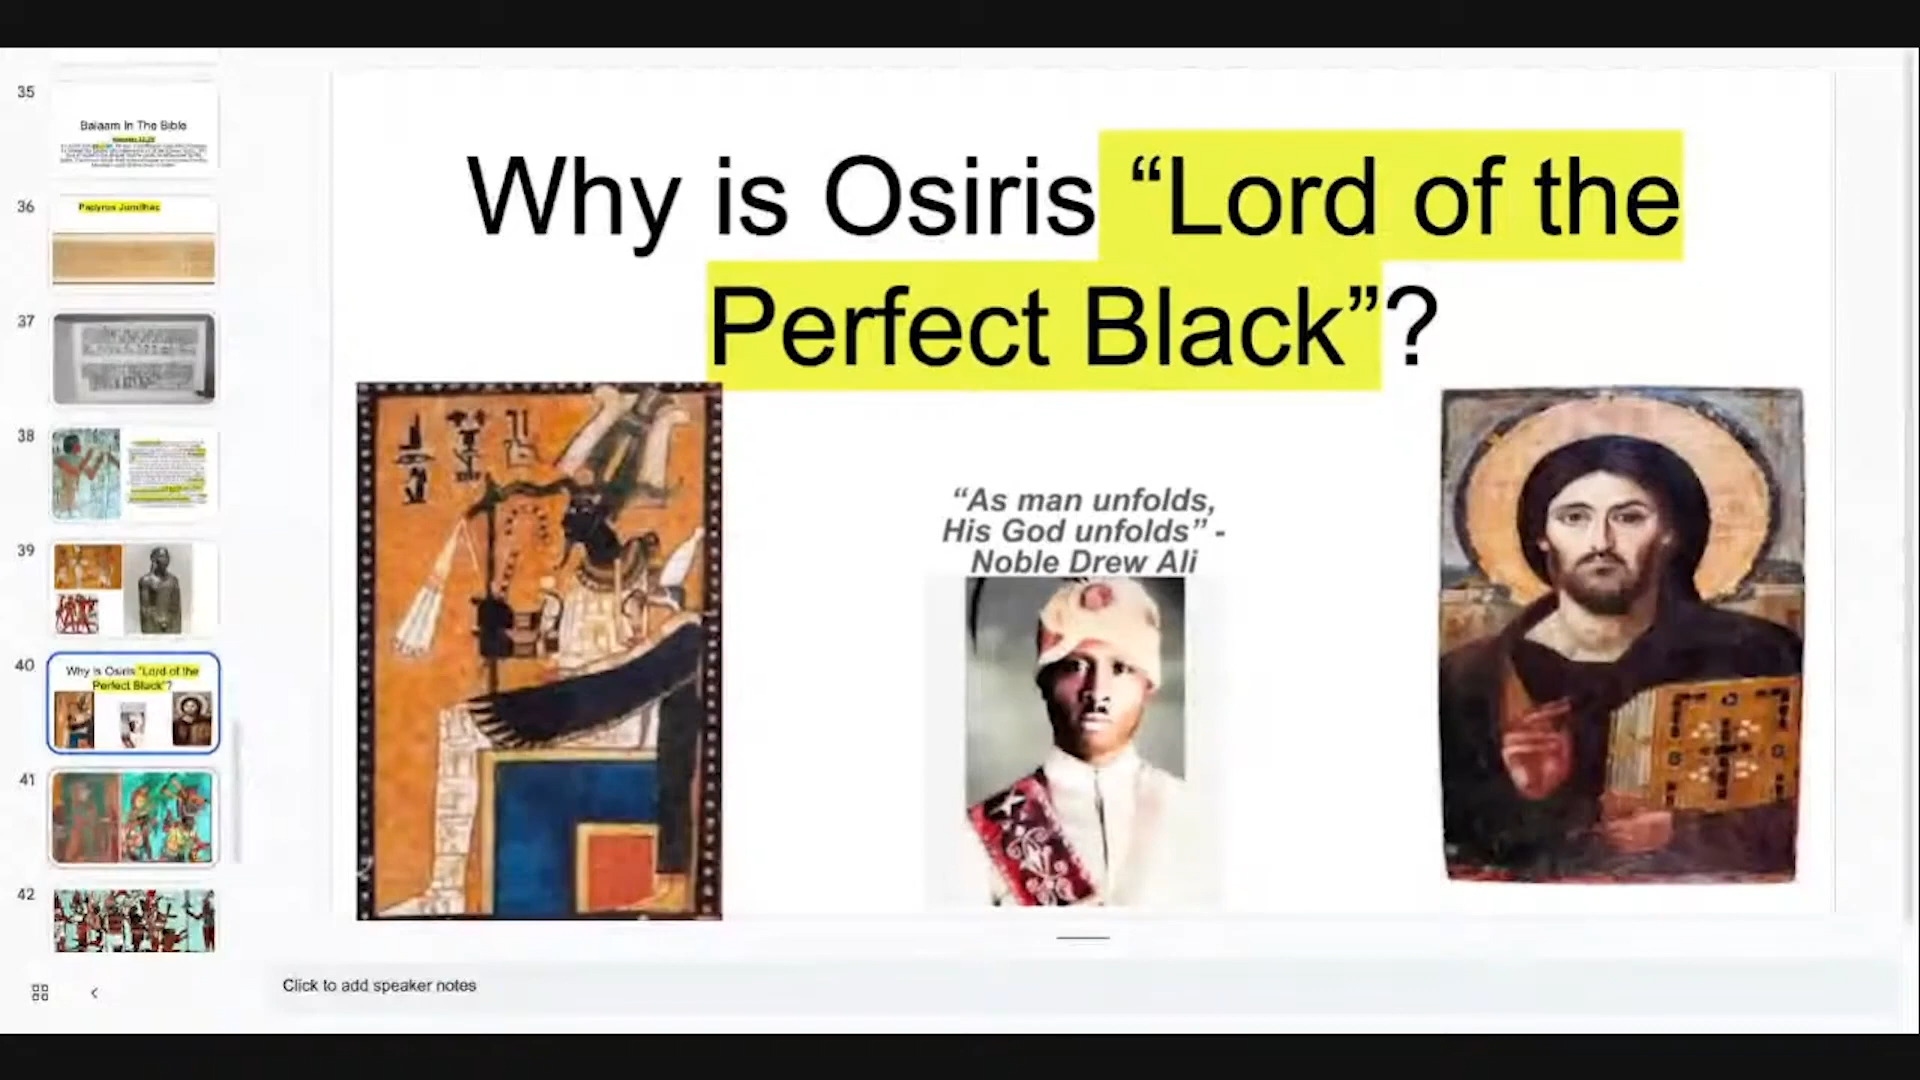 35
Balaam In The Bible
36
Papyrus Jumilhac
37
38
39
40
Why is Osiris "Lord of the
Perfect Black"?
41
42
Why is Osiris “Lord of the
Perfect Black”?
“As man unfolds,
His God unfolds” -
Noble Drew Ali
Click to add speaker notes